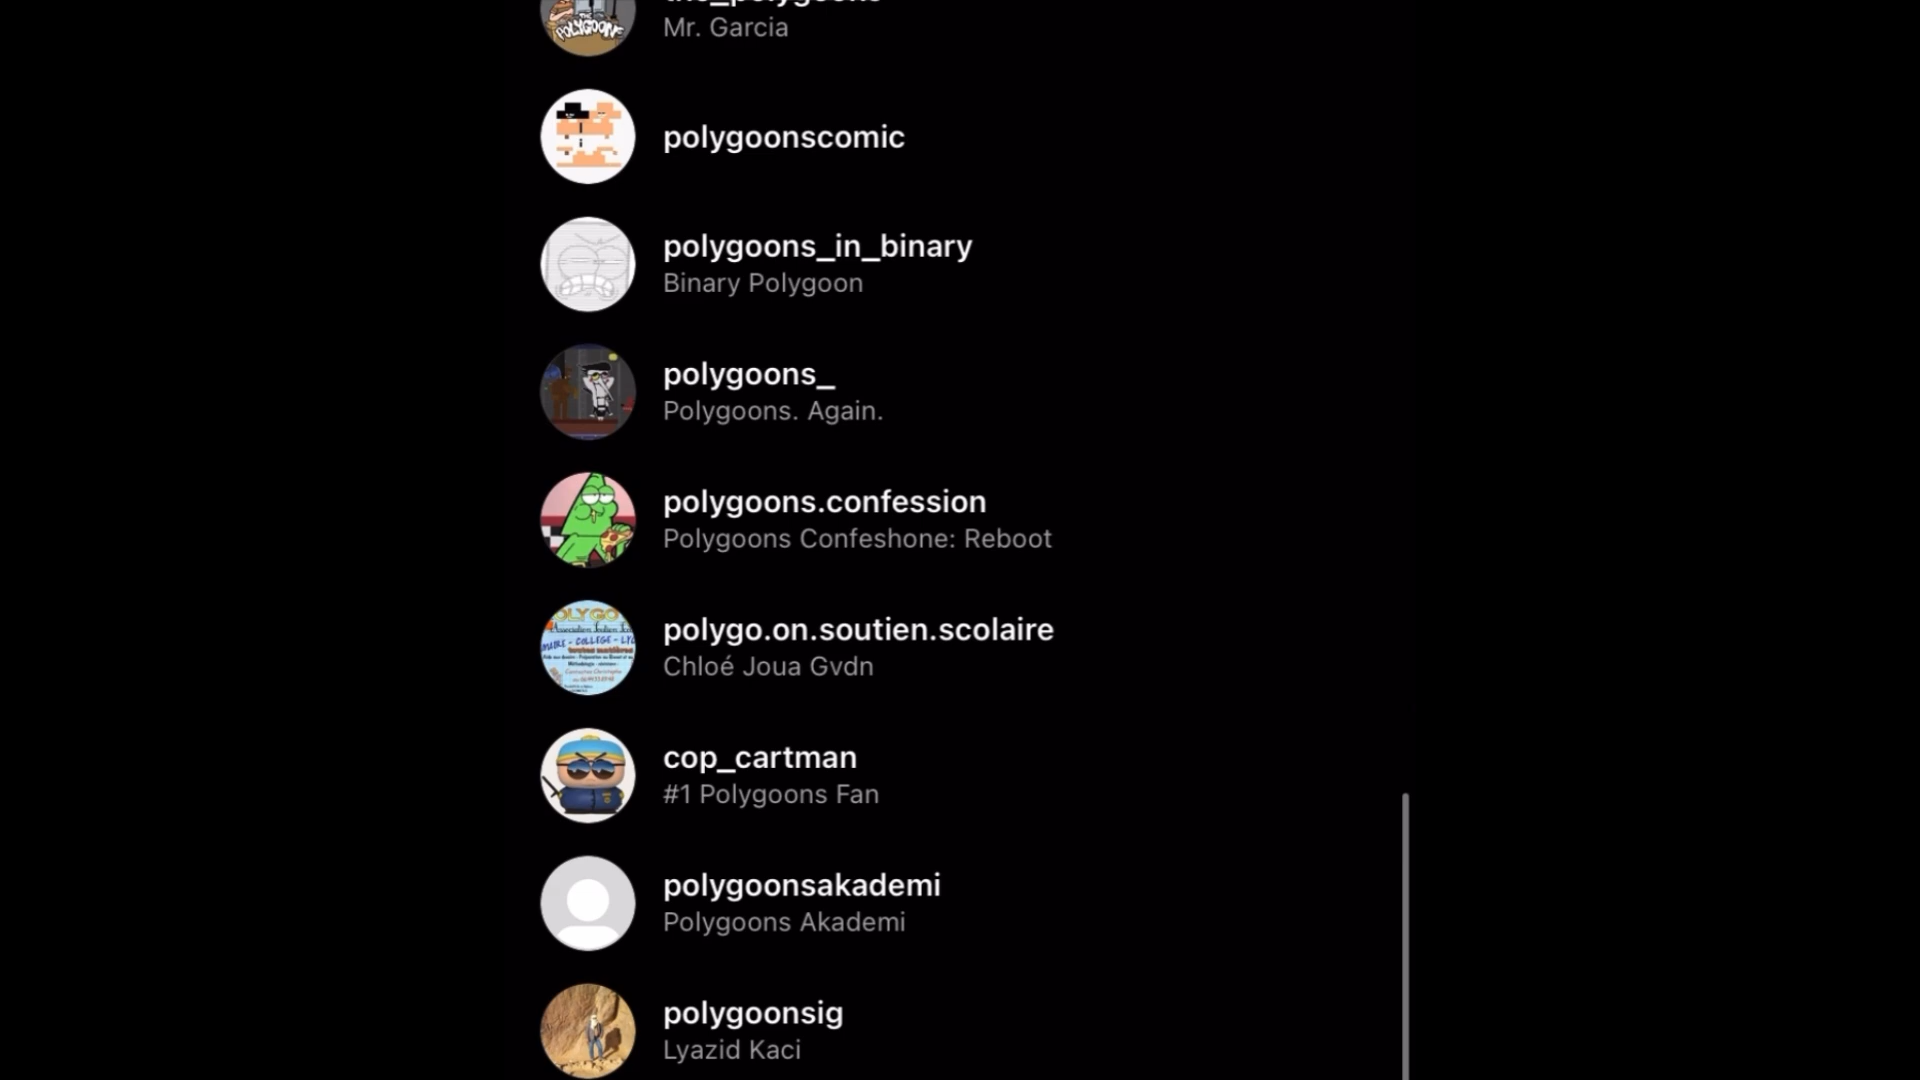 the_polygoons
Mr. Garcia
polygoonscomic
polygoons_in_binary
Binary Polygoon
polygoons_
Polygoons. Again.
polygoons.confession
Polygoons Confeshone: Reboot
polygo.on.soutien.scolaire
Chloé Joua Gvdn
cop_cartman
#1 Polygoons Fan
polygoonsakademi
Polygoons Akademi
polygoonsig
Lyazid Kaci